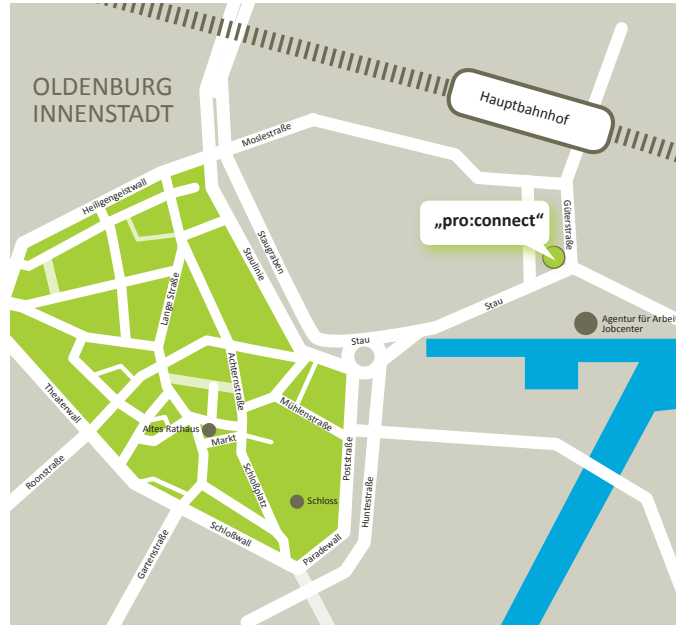 OLDENBURG
INNENSTADT
Hauptbahnhof
Moslestraße
Heiligengeistwall
„pro:connect“
Güterstraße
Staugraben
Staulinie
Lange Straße
Stau
Stau
Agentur für Arbei
Jobcenter
Achternstraße
Theaterwall
Mühlenstraße
Altes Rathaus
Markt
Roonstraße
Poststraße
Schloßplatz
Huntestraße
Schloss
Schloßwall
Gartenstraße
Paradewall